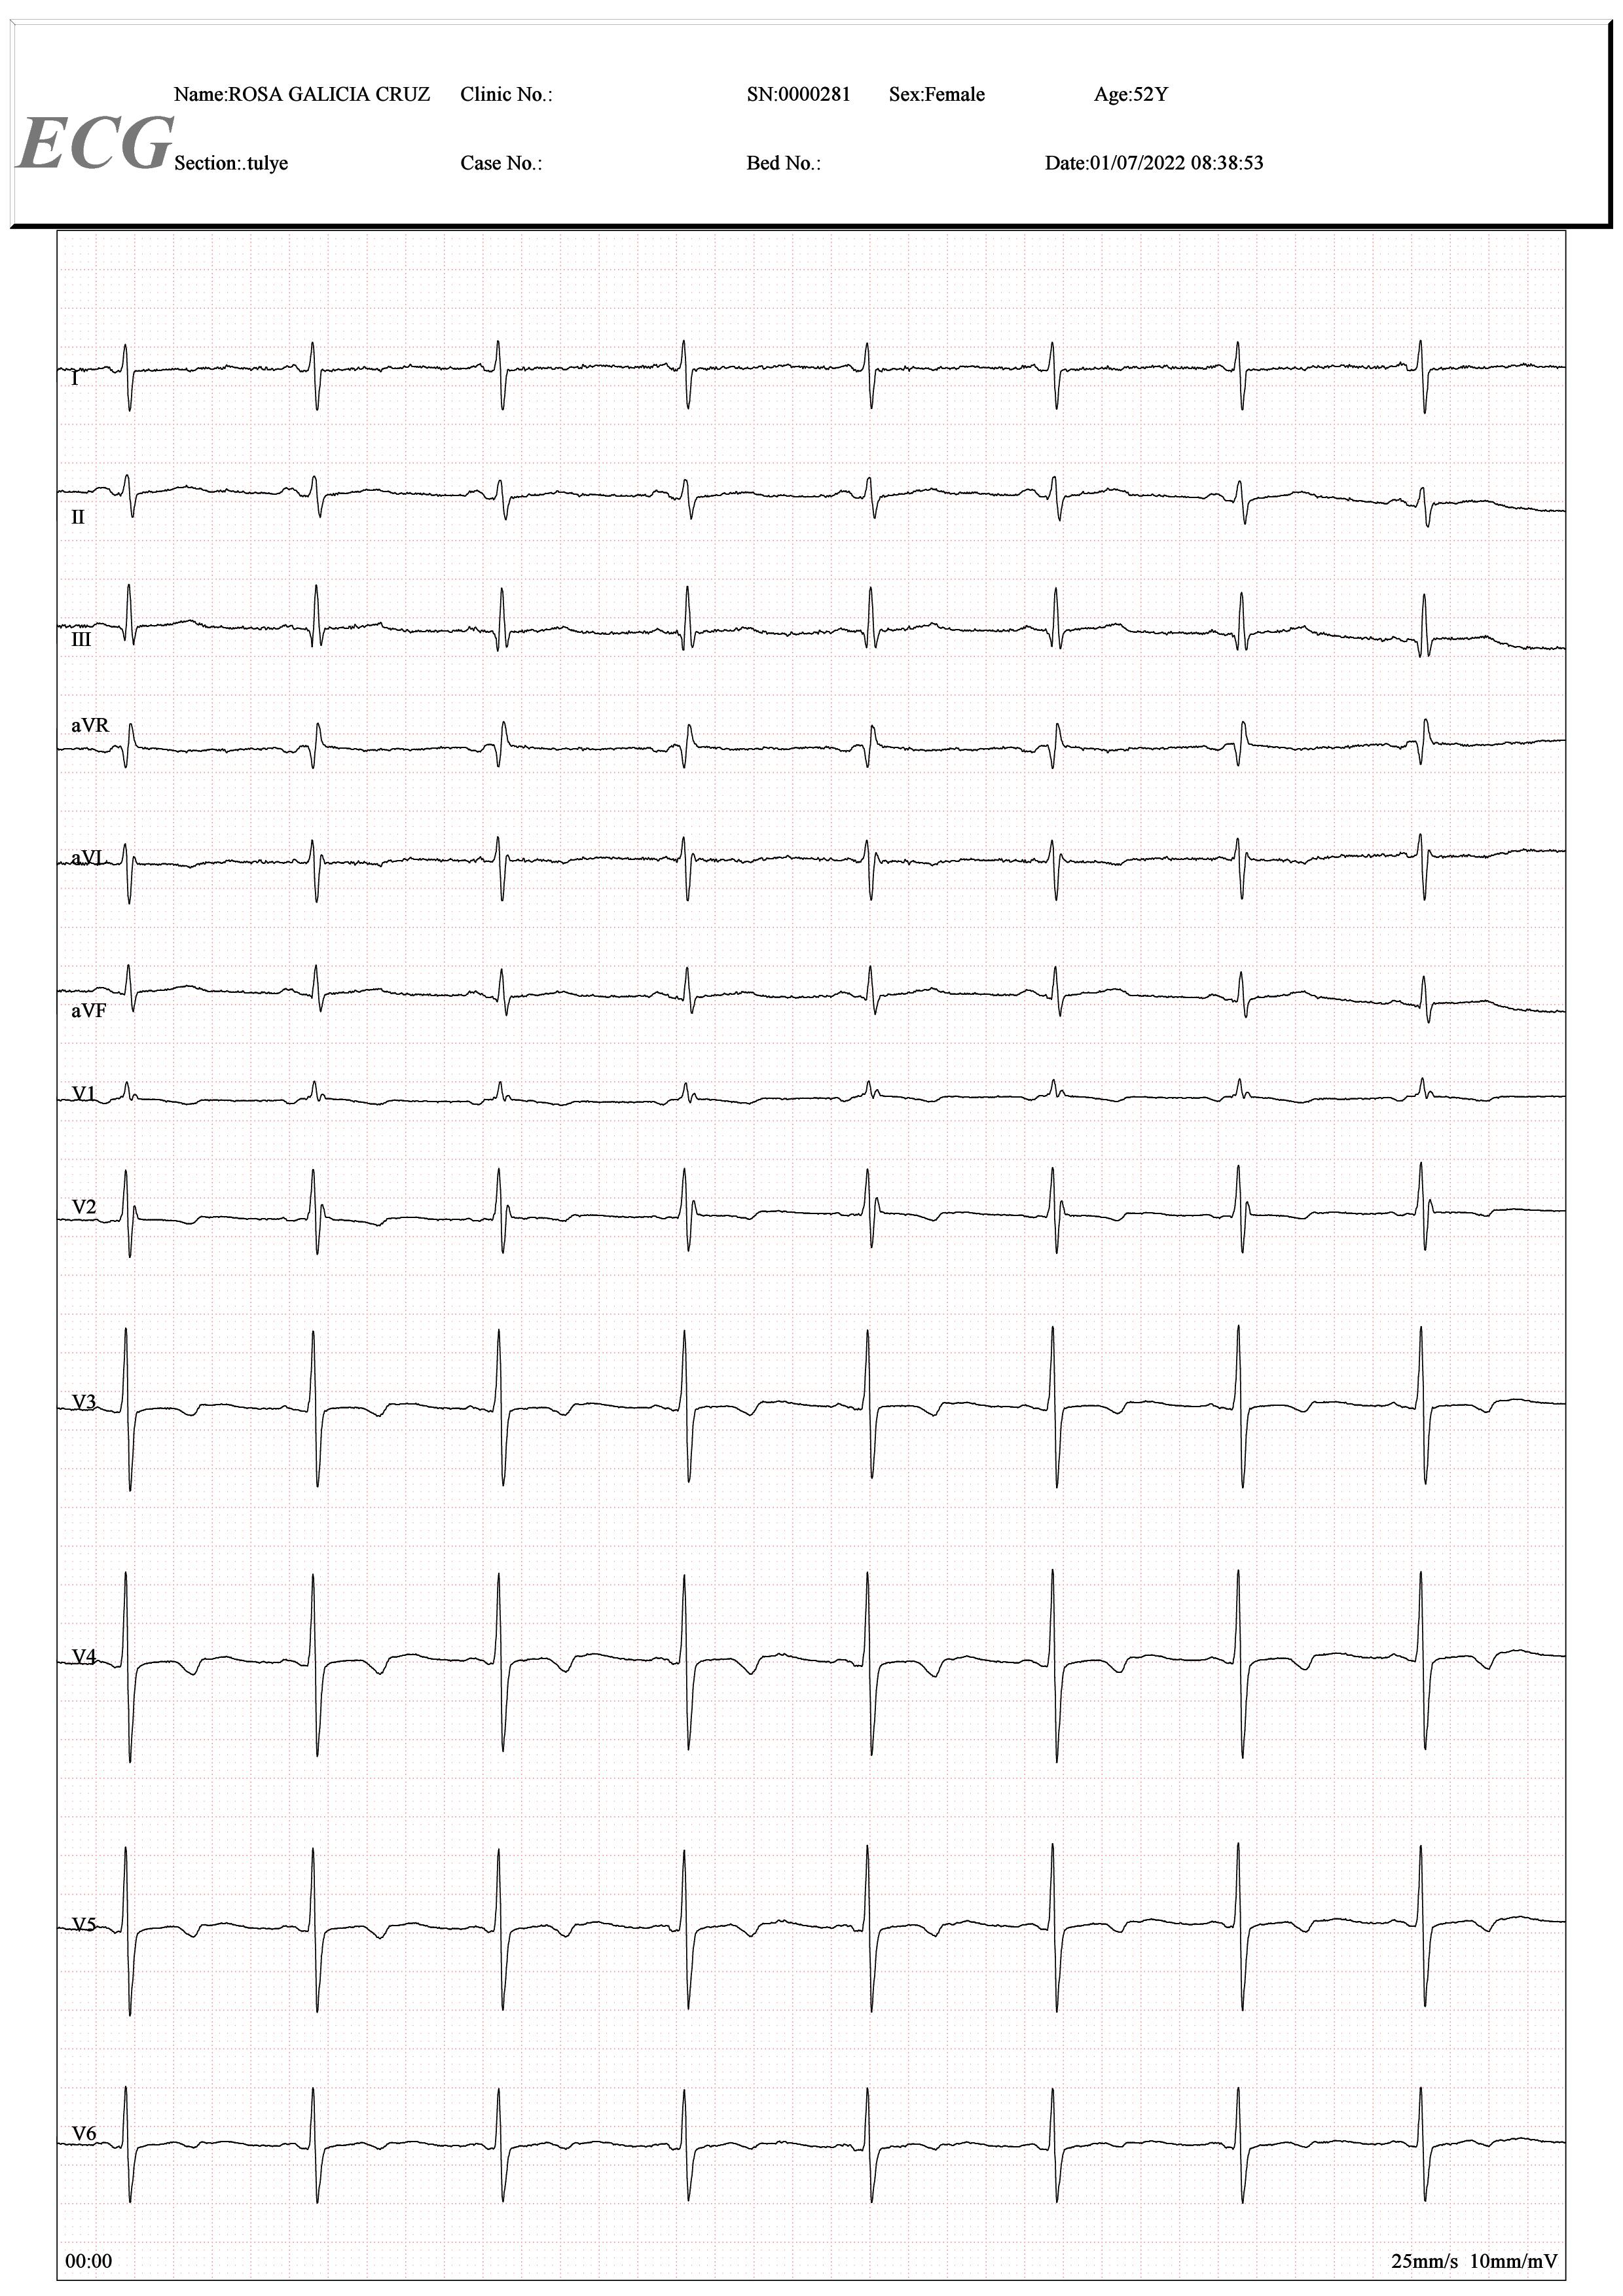 Name:ROSA GALICIA CRUZ Clinic No.: SN:0000281 Sex:Female Age:52Y
ECG
Section:.tulye Case No.: Bed No.: Date:01/07/2022 08:38:53
I
II
III
aVR
aVL
aVF
V1
V2
V3
V4
V5
V6
00:00 25mm/s 10mm/mV